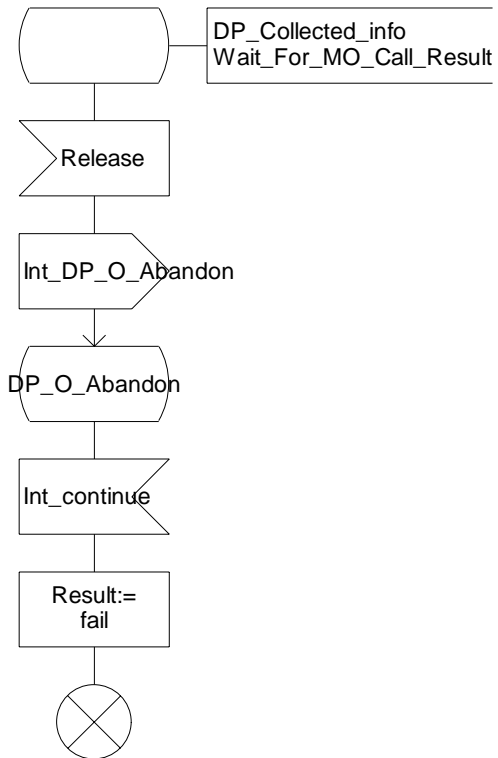 DP_Collected_info
Wait_For_MO_Call_Result
Release
Int_DP_O_Abandon
DP_O_Abandon
Int_continue
Result:=
fail